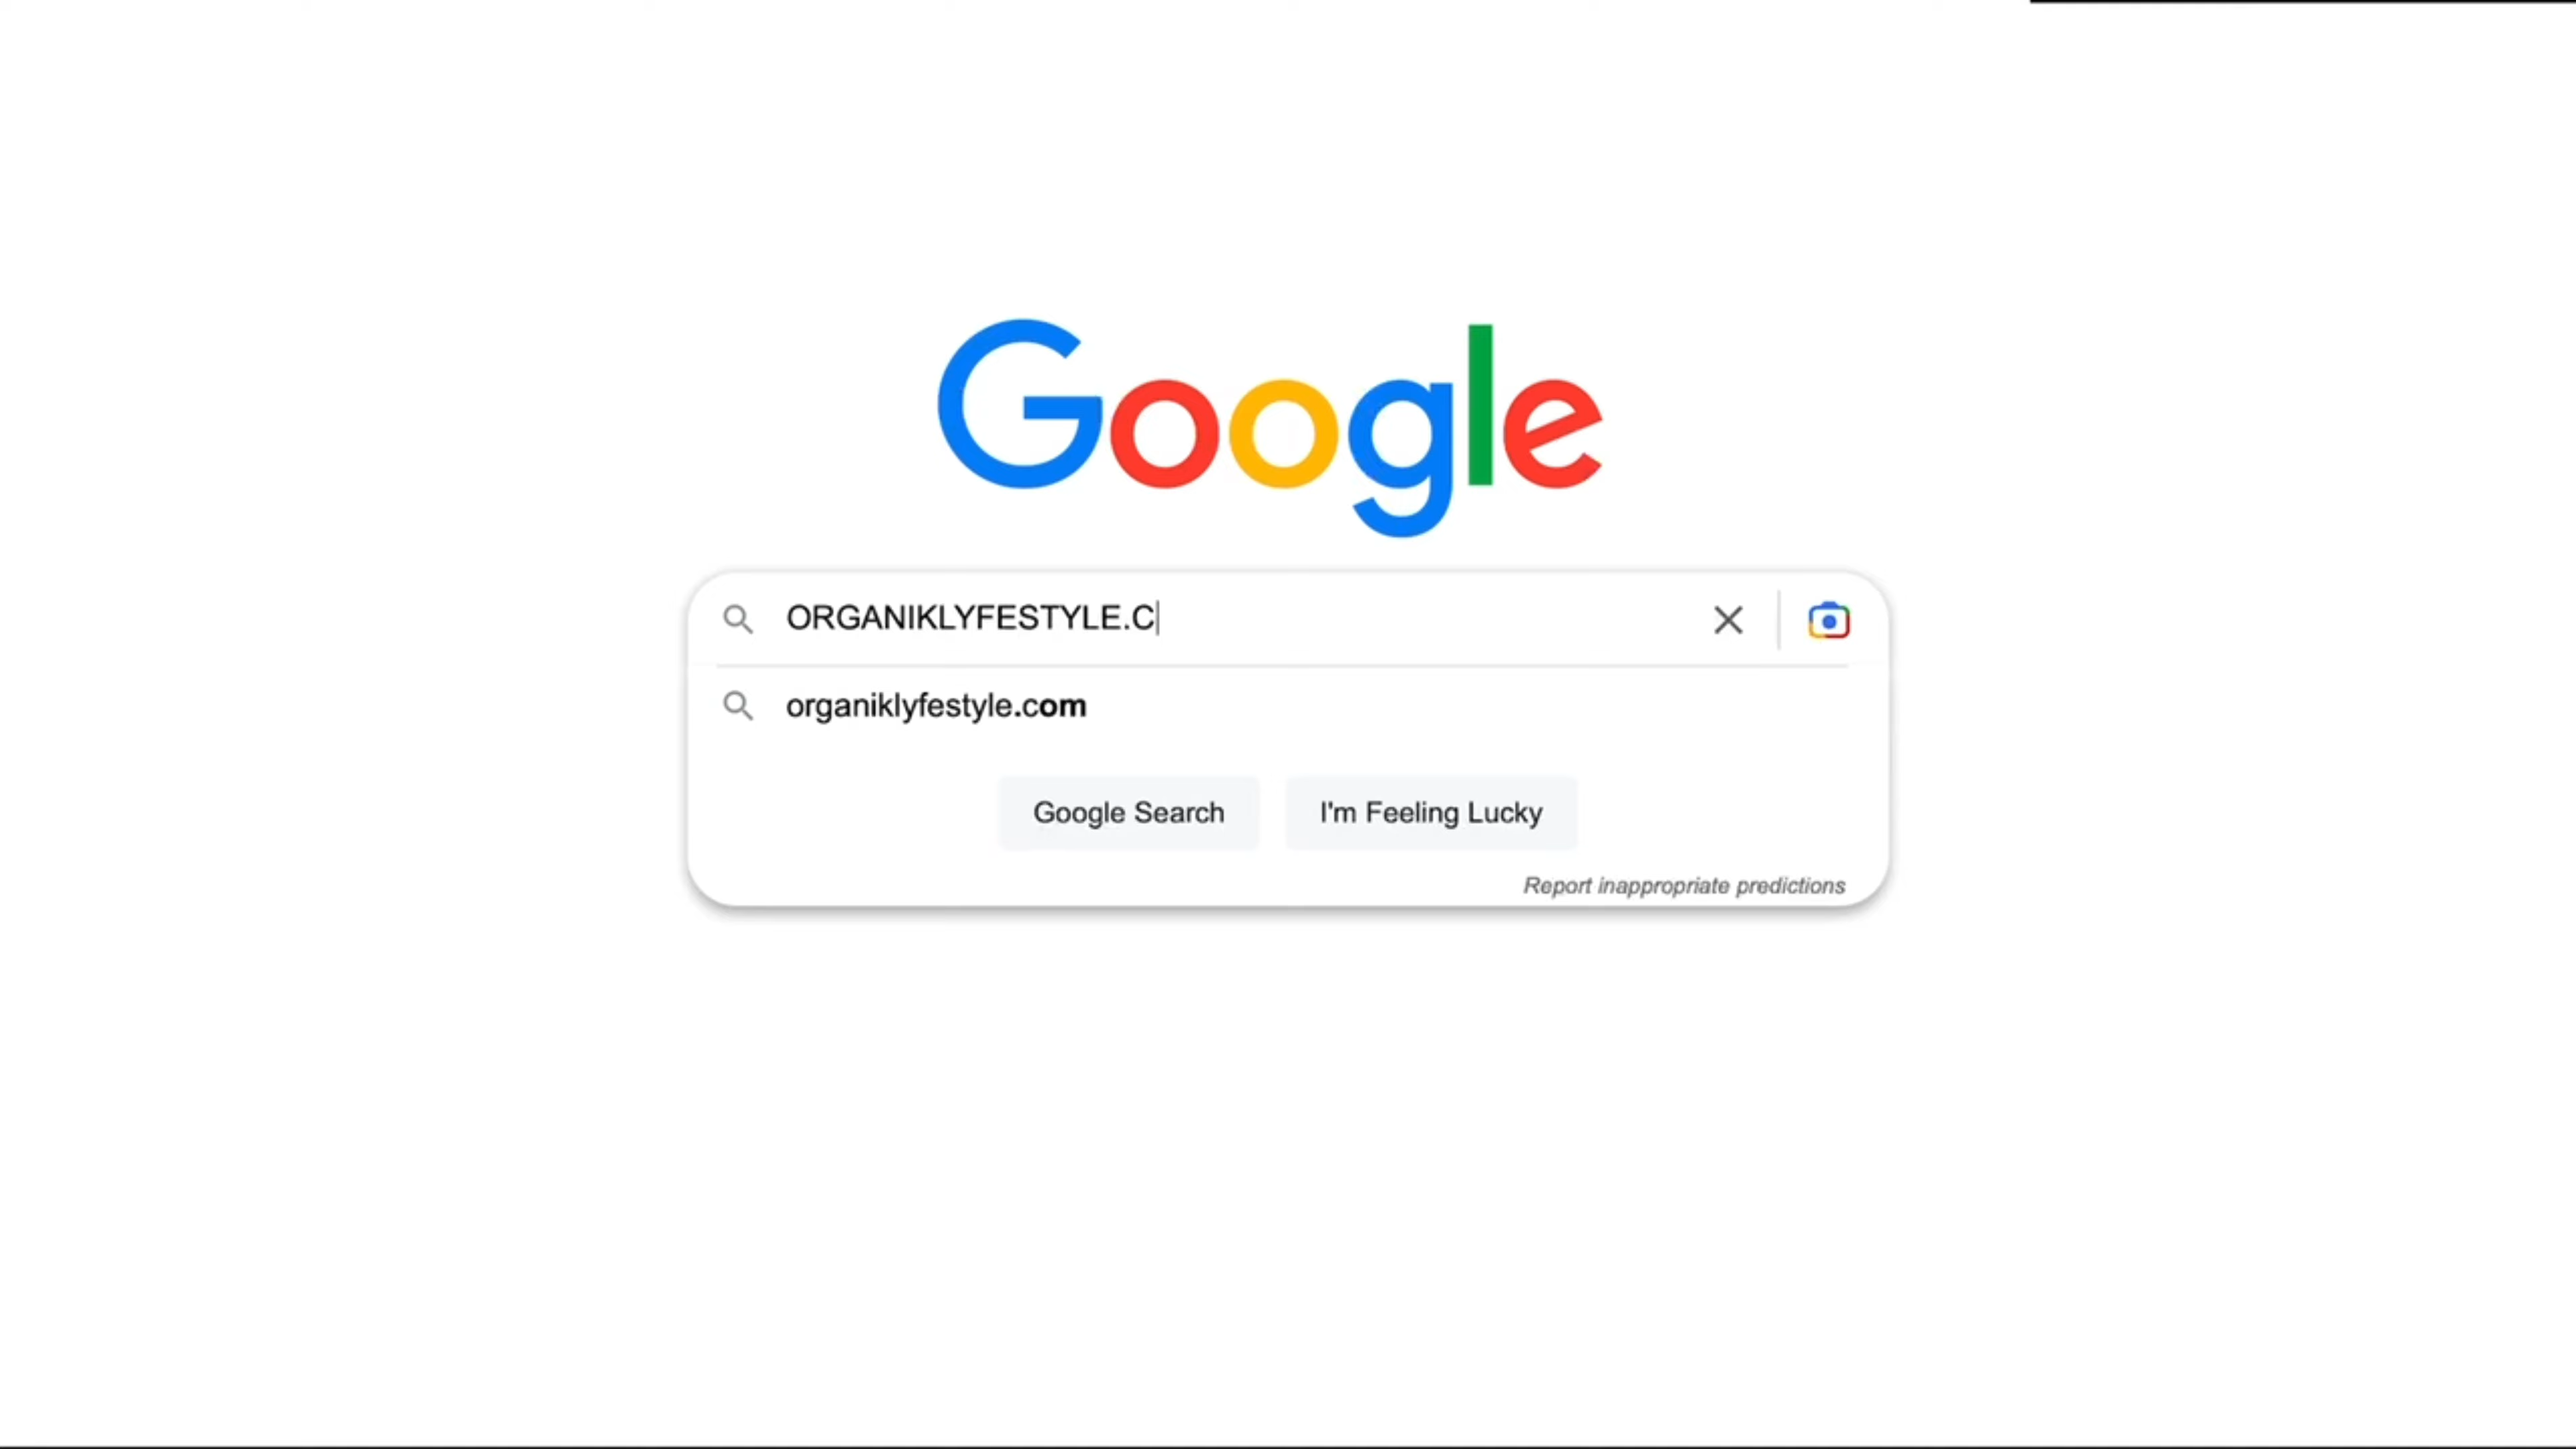 Google
ORGANIKLYFESTYLE.C
organiklyfestyle.com
Google Search
I'm Feeling Lucky
Report inappropriate predictions